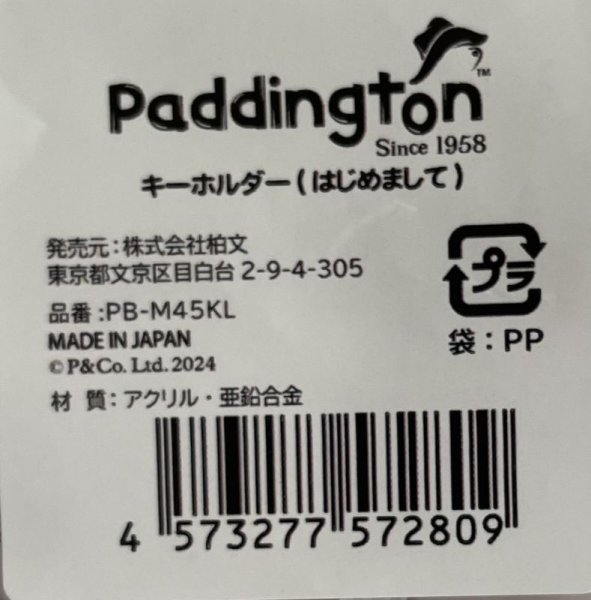 Paddington™
Since 1958
キーホルダー(はじめまして)
発売元:株式会社柏文
東京都文京区目白台2-9-4-305
品番:PB-M45KL
MADE IN JAPAN
©P&Co. Ltd. 2024
材 質:アクリル・亜鉛合金
プラ
袋:PP
4 573277 572809